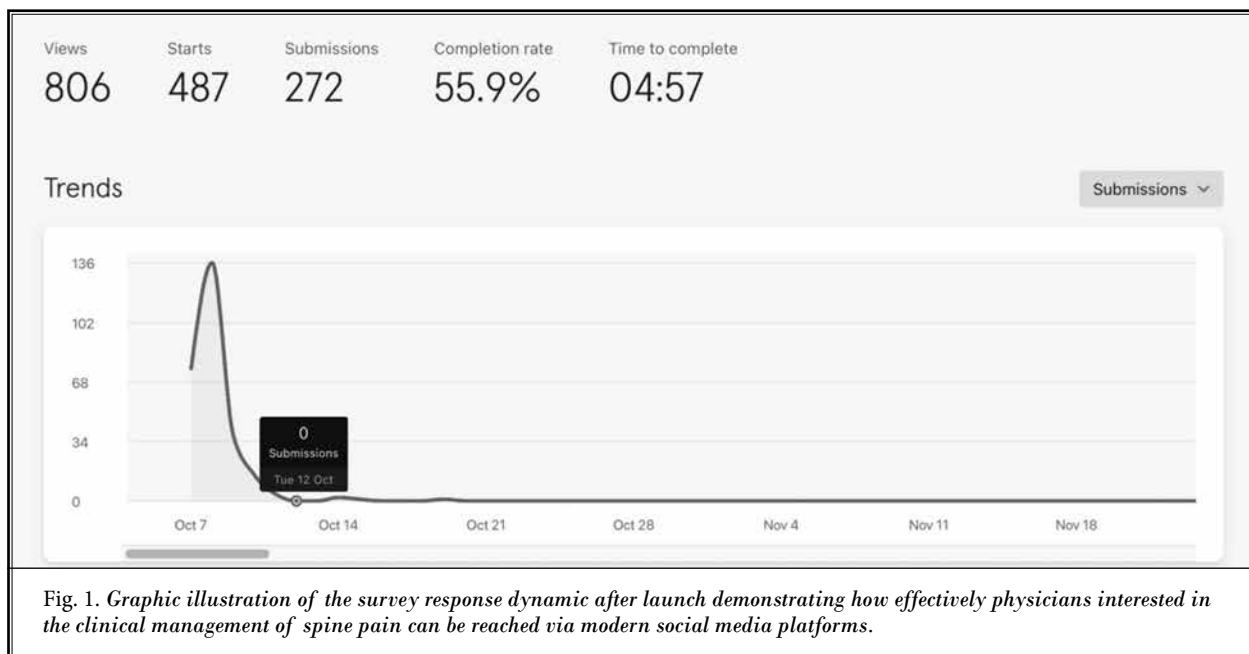 Views Starts Submissions Completion rate Time to complete
806 487 272 55.9% 04:57
Trends
Submissions
136
102
68
34
0
0
Submissions
Tue 12 Oct
Oct 7 Oct 14 Oct 21 Oct 28 Nov 4 Nov 11 Nov 18
Fig. 1. Graphic illustration of the survey response dynamic after launch demonstrating how effectively physicians interested in
the clinical management of spine pain can be reached via modern social media platforms.